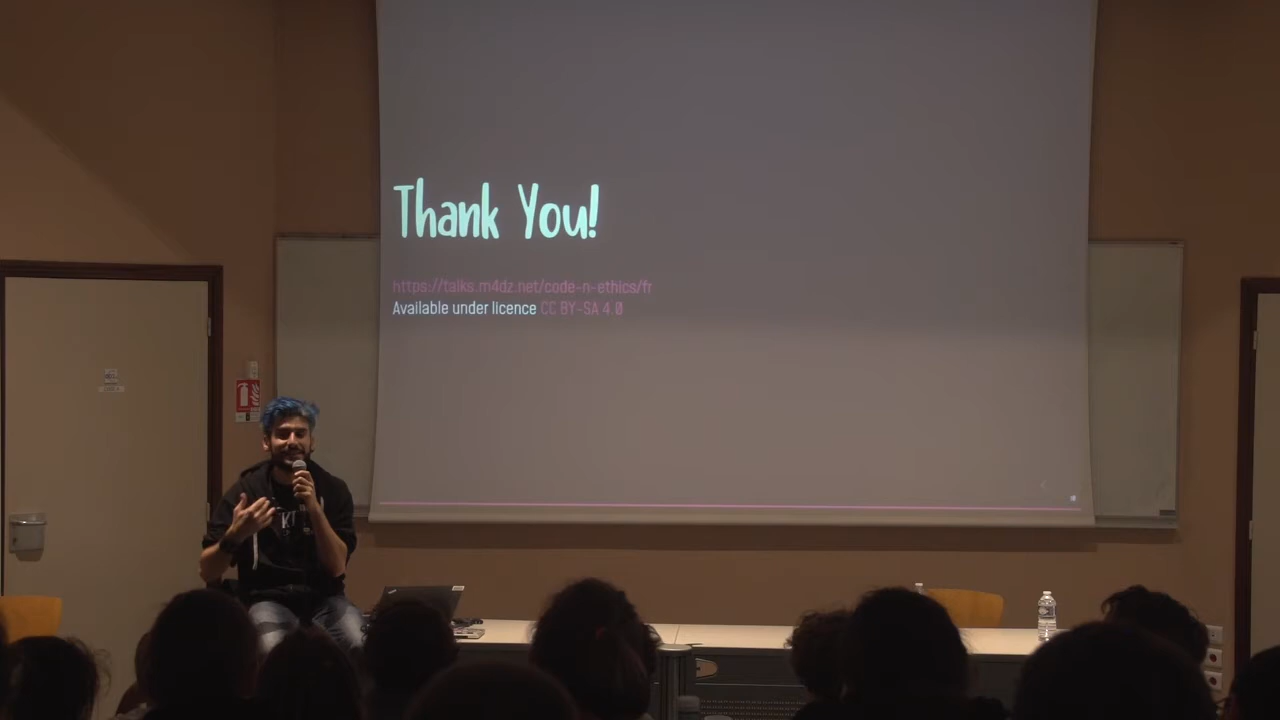 Thank You!
https://talks.m4dz.net/code-n-ethics/fr
Available under licence CC BY-SA 4.0